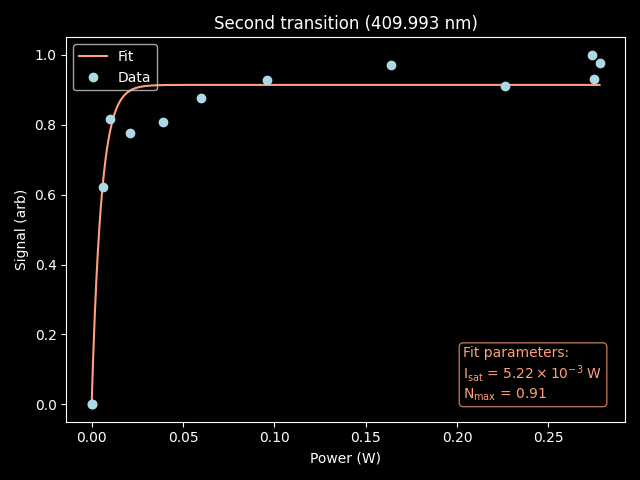 Second transition (409.993 nm)
Fit
Data
Signal (arb)
1.0
0.8
0.6
0.4
0.2
0.0
Fit parameters:
I_sat = 5.22 × 10^−3 W
N_max = 0.91
0.00 0.05 0.10 0.15 0.20 0.25
Power (W)